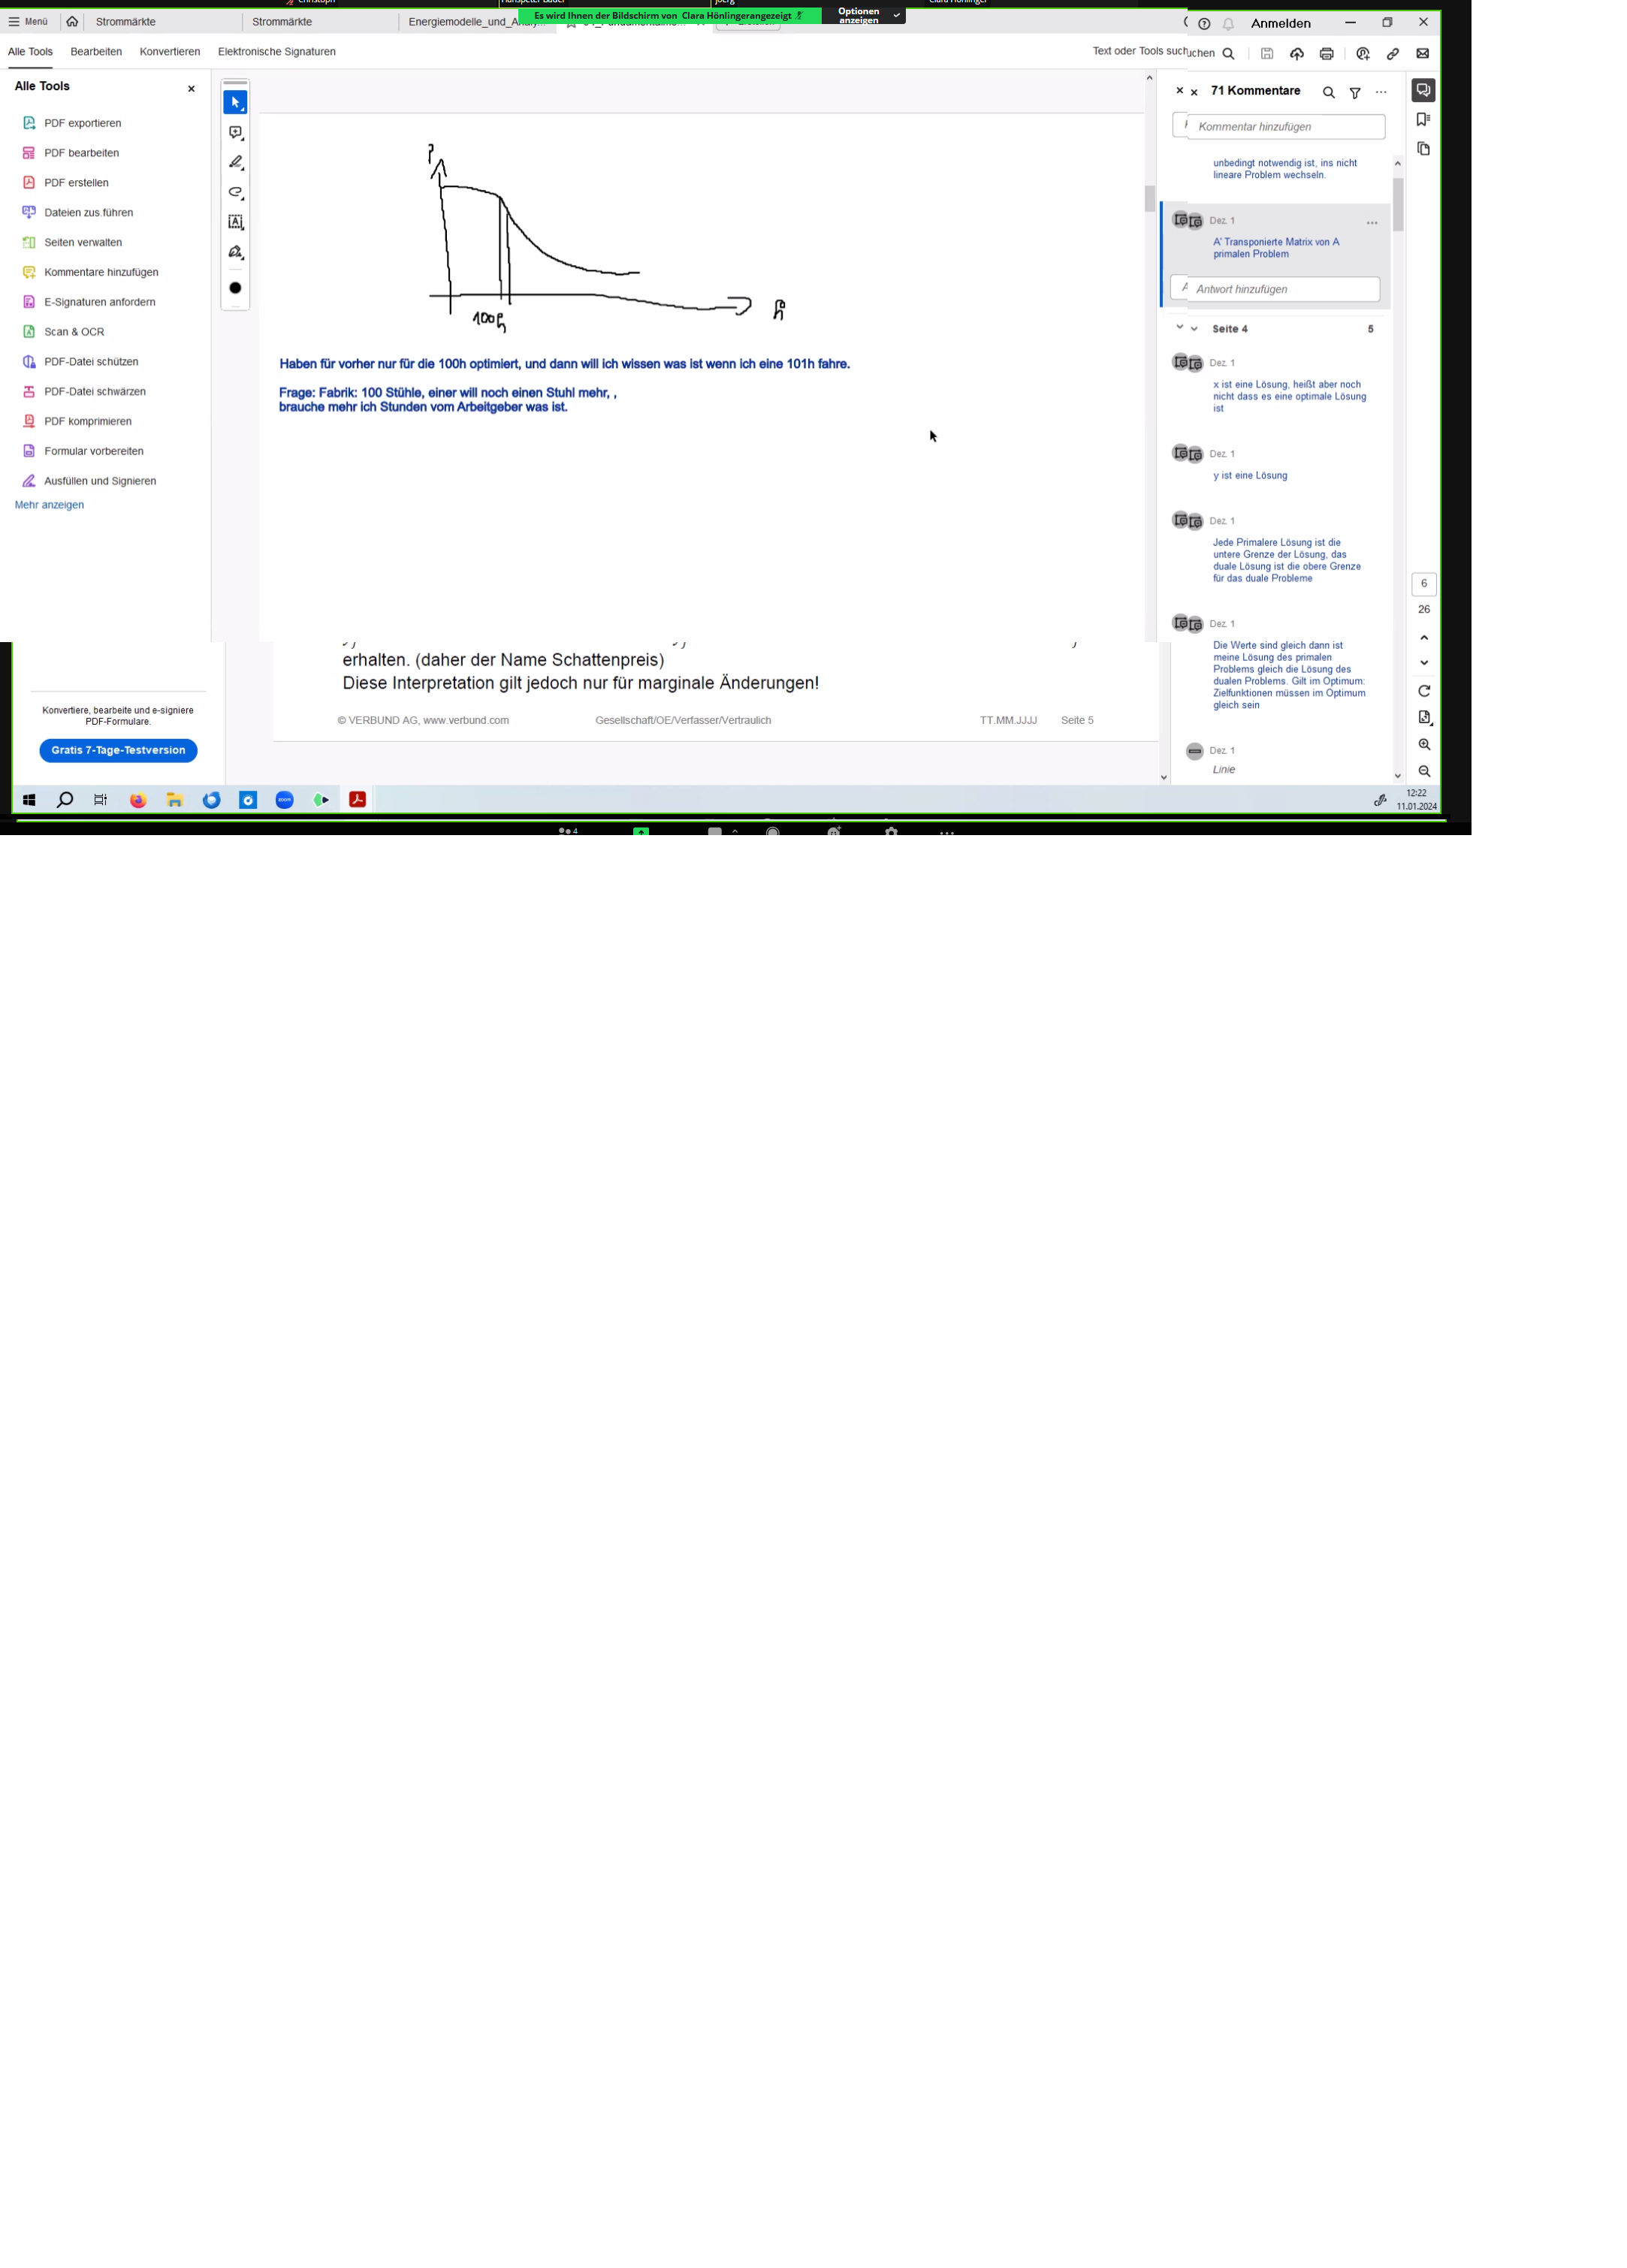 Es wird Ihnen der Bildschirm von Clara Hönlingerangezeigt
Optionen
anzeigen
Menü
Strommärkte
Strommärkte
Anmelden
Alle Tools
Bearbeiten
Konvertieren
Elektronische Signaturen
Text oder Tools such
uchen
Alle Tools
PDF exportieren
PDF bearbeiten
PDF erstellen
Dateien zus.führen
Seiten verwalten
Kommentare hinzufügen
E-Signaturen anfordern
Scan & OCR
PDF-Datei schützen
PDF-Datei schwärzen
PDF komprimieren
Formular vorbereiten
Ausfüllen und Signieren
Mehr anzeigen
Konvertiere, bearbeite und e-signiere
PDF-Formulare.
Gratis 7-Tage-Testversion
P
100h
h
Haben für vorher nur für die 100h optimiert, und dann will ich wissen was ist wenn ich eine 101h fahre.
Frage: Fabrik: 100 Stühle, einer will noch einen Stuhl mehr, ,
brauche mehr ich Stunden vom Arbeitgeber was ist.
erhalten. (daher der Name Schattenpreis)
Diese Interpretation gilt jedoch nur für marginale Änderungen!
© VERBUND AG, www.verbund.com
Gesellschaft/OE/Verfasser/Vertraulich
TT.MM.JJJJ
Seite 5
71 Kommentare
Kommentar hinzufügen
unbedingt notwendig ist, ins nicht
lineare Problem wechseln.
Dez. 1
A' Transponierte Matrix von A
primalen Problem
Antwort hinzufügen
Seite 4
5
Dez. 1
x ist eine Lösung, heißt aber noch
nicht dass es eine optimale Lösung
ist
Dez. 1
y ist eine Lösung
Dez. 1
Jede Primalere Lösung ist die
untere Grenze der Lösung, das
duale Lösung ist die obere Grenze
für das duale Probleme
Dez. 1
Die Werte sind gleich dann ist
meine Lösung des primalen
Problems gleich die Lösung des
dualen Problems. Gilt im Optimum:
Zielfunktionen müssen im Optimum
gleich sein
Dez. 1
Linie
6
26
zoom
12:22
11.01.2024
4